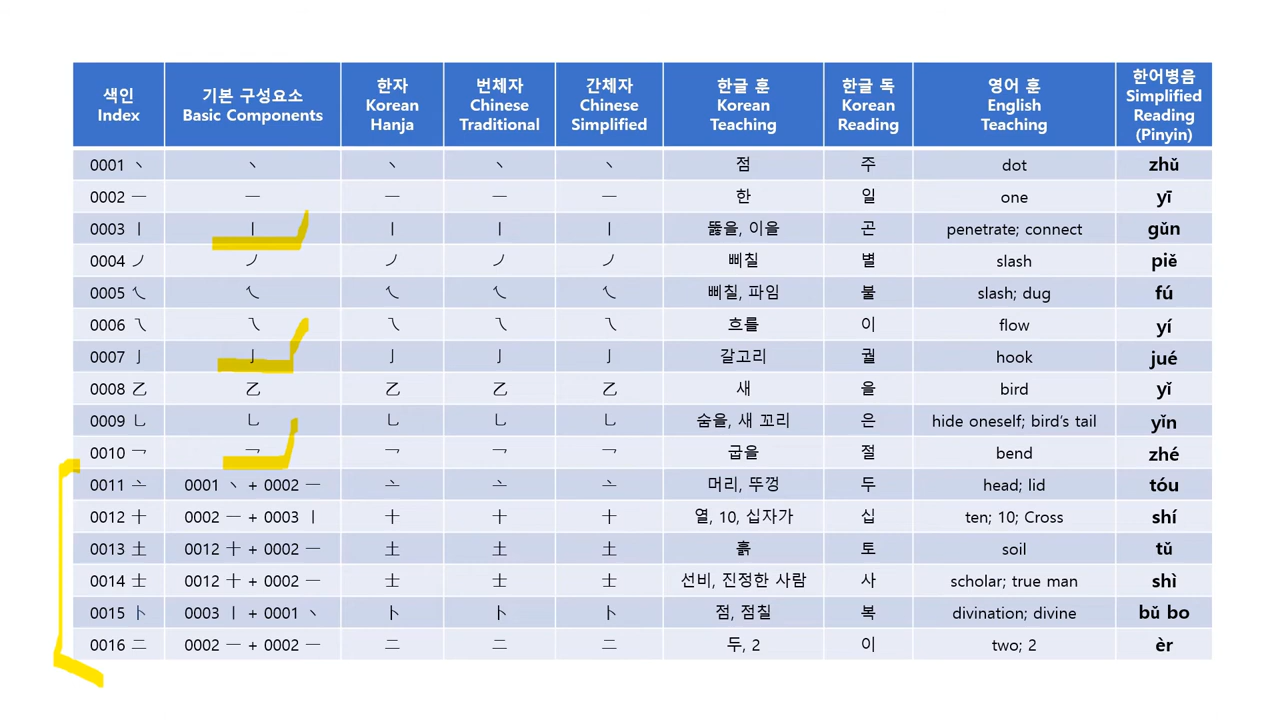 색인 Index | 기본 구성요소 Basic Components | 한자 Korean Hanja | 번체자 Chinese Traditional | 간체자 Chinese Simplified | 한글 훈 Korean Teaching | 한글 독 Korean Reading | 영어 훈 English Teaching | 한어병음 Simplified Reading (Pinyin)
0001 丶 | 丶 | 丶 | 丶 | 丶 | 점 | 주 | dot | zhǔ
0002 一 | 一 | 一 | 一 | 一 | 한 | 일 | one | yī
0003 丨 | 丨 | 丨 | 丨 | 丨 | 뚫을, 이을 | 곤 | penetrate; connect | gǔn
0004 丿 | 丿 | 丿 | 丿 | 丿 | 삐칠 | 별 | slash | piě
0005 乀 | 乀 | 乀 | 乀 | 乀 | 삐칠, 파임 | 불 | slash; dug | fú
0006 乁 | 乁 | 乁 | 乁 | 乁 | 흐를 | 이 | flow | yí
0007 亅 | 亅 | 亅 | 亅 | 亅 | 갈고리 | 궐 | hook | jué
0008 乙 | 乙 | 乙 | 乙 | 乙 | 새 | 을 | bird | yǐ
0009 乚 | 乚 | 乚 | 乚 | 乚 | 숨을, 새 꼬리 | 은 | hide oneself; bird's tail | yǐn
0010 乛 | 乛 | 乛 | 乛 | 乛 | 굽을 | 절 | bend | zhé
0011 亠 | 0001 丶 + 0002 一 | 亠 | 亠 | 亠 | 머리, 뚜껑 | 두 | head; lid | tóu
0012 十 | 0002 一 + 0003 丨 | 十 | 十 | 十 | 열, 10, 십자가 | 십 | ten; 10; Cross | shí
0013 土 | 0012 十 + 0002 一 | 土 | 土 | 土 | 흙 | 토 | soil | tǔ
0014 士 | 0012 十 + 0002 一 | 士 | 士 | 士 | 선비, 진정한 사람 | 사 | scholar; true man | shì
0015 卜 | 0003 丨 + 0001 丶 | 卜 | 卜 | 卜 | 점, 점칠 | 복 | divination; divine | bǔ bo
0016 二 | 0002 一 + 0002 一 | 二 | 二 | 二 | 두, 2 | 이 | two; 2 | èr